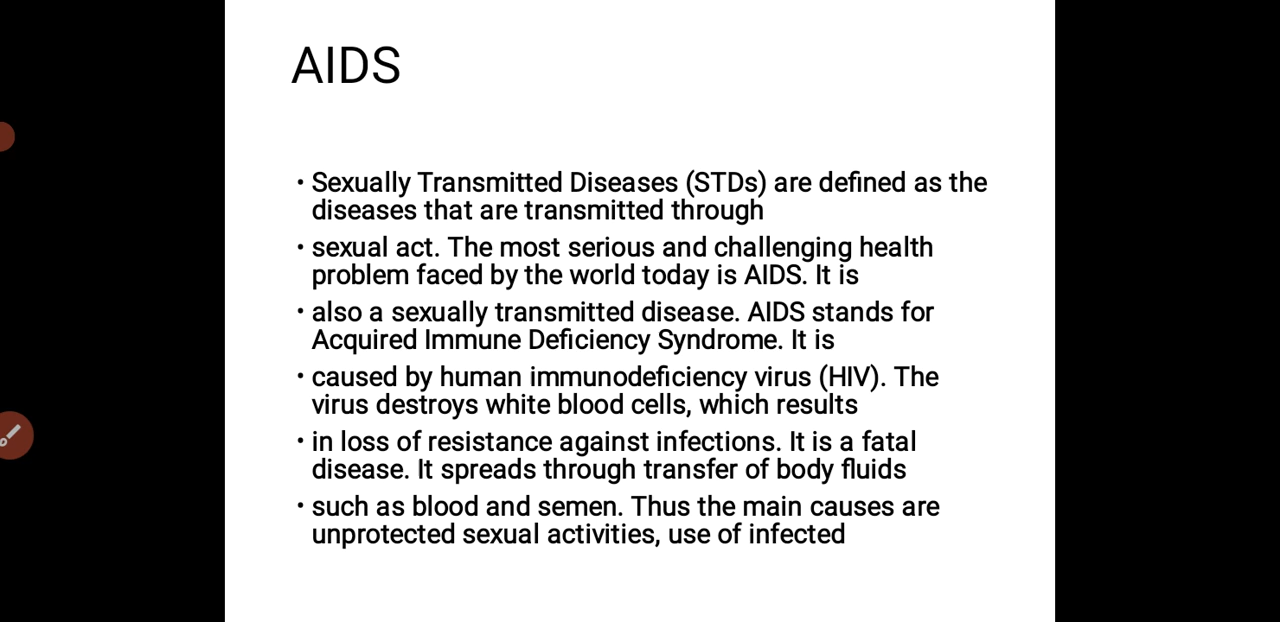 AIDS
• Sexually Transmitted Diseases (STDs) are defined as the
diseases that are transmitted through
• sexual act. The most serious and challenging health
problem faced by the world today is AIDS. It is
• also a sexually transmitted disease. AIDS stands for
Acquired Immune Deficiency Syndrome. It is
• caused by human immunodeficiency virus (HIV). The
virus destroys white blood cells, which results
• in loss of resistance against infections. It is a fatal
disease. It spreads through transfer of body fluids
• such as blood and semen. Thus the main causes are
unprotected sexual activities, use of infected